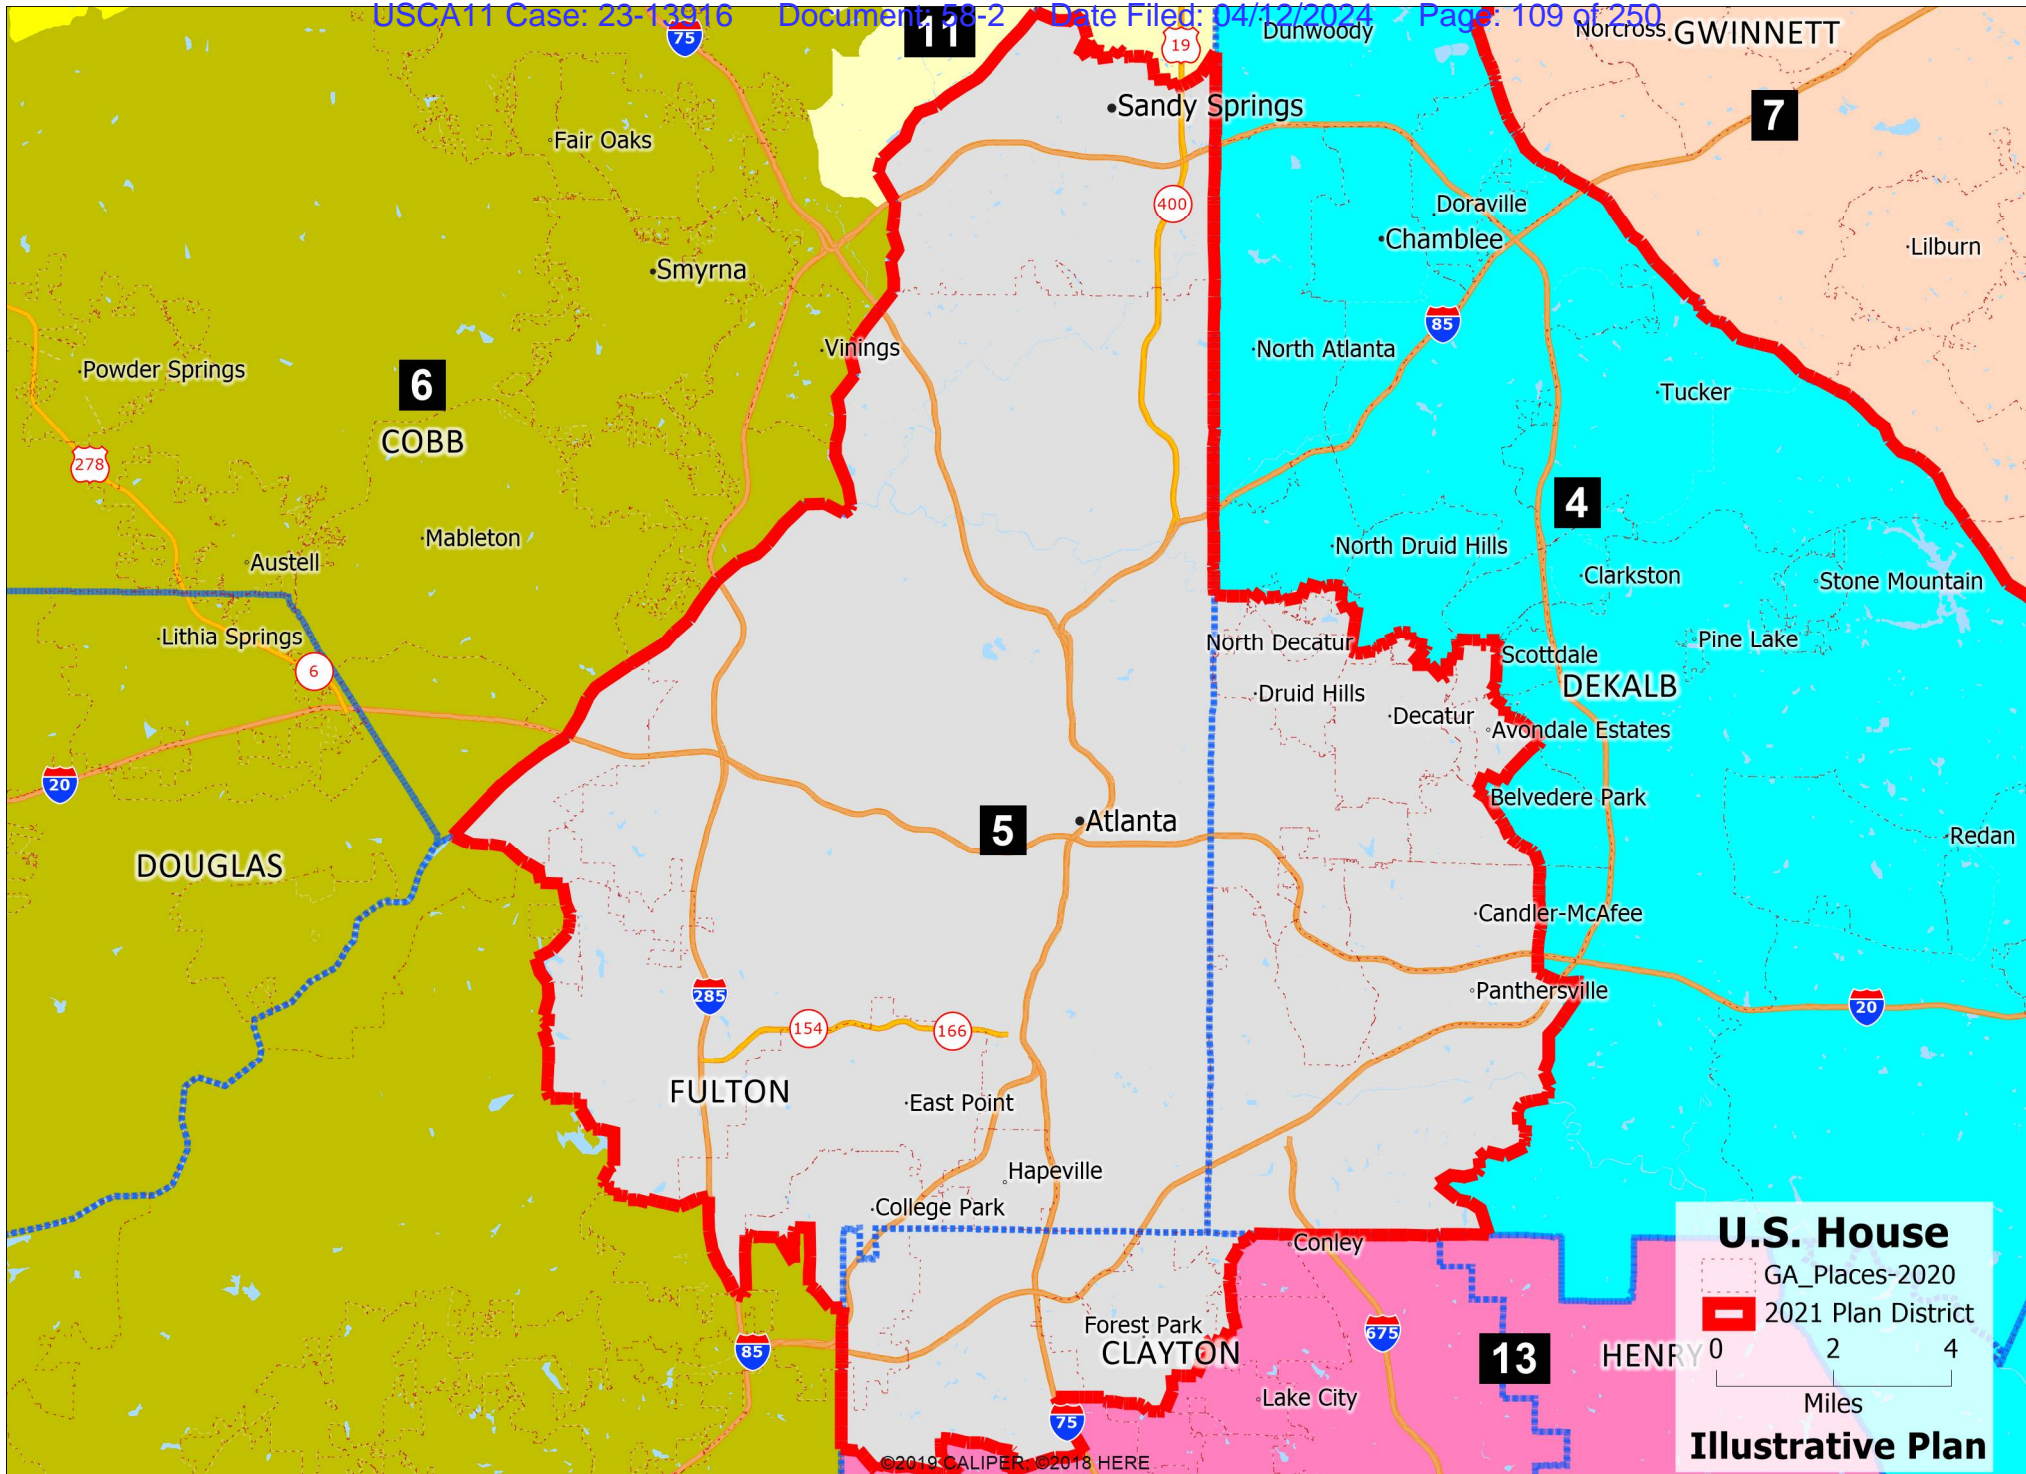 USCA11 Case: 23-13916 Document: 58-2 Date Filed: 04/12/2024 Page: 109 of 250
11
75
19
Dunwoody
Norcross
GWINNETT
Sandy Springs
7
Fair Oaks
400
Doraville
Chamblee
Lilburn
Smyrna
85
Vinings
North Atlanta
Powder Springs
6
COBB
Tucker
278
4
Mableton
North Druid Hills
Austell
Clarkston
Stone Mountain
Lithia Springs
North Decatur
Pine Lake
Scottdale
6
DEKALB
Druid Hills
Decatur
Avondale Estates
20
Belvedere Park
5
Atlanta
Redan
DOUGLAS
Candler-McAfee
285
Panthersville
20
154
166
FULTON
East Point
Hapeville
College Park
Conley
Forest Park
CLAYTON
85
675
13
HENRY
Lake City
75
U.S. House
GA_Places-2020
2021 Plan District
0 2 4
Miles
Illustrative Plan
©2019 CALIPER; ©2018 HERE